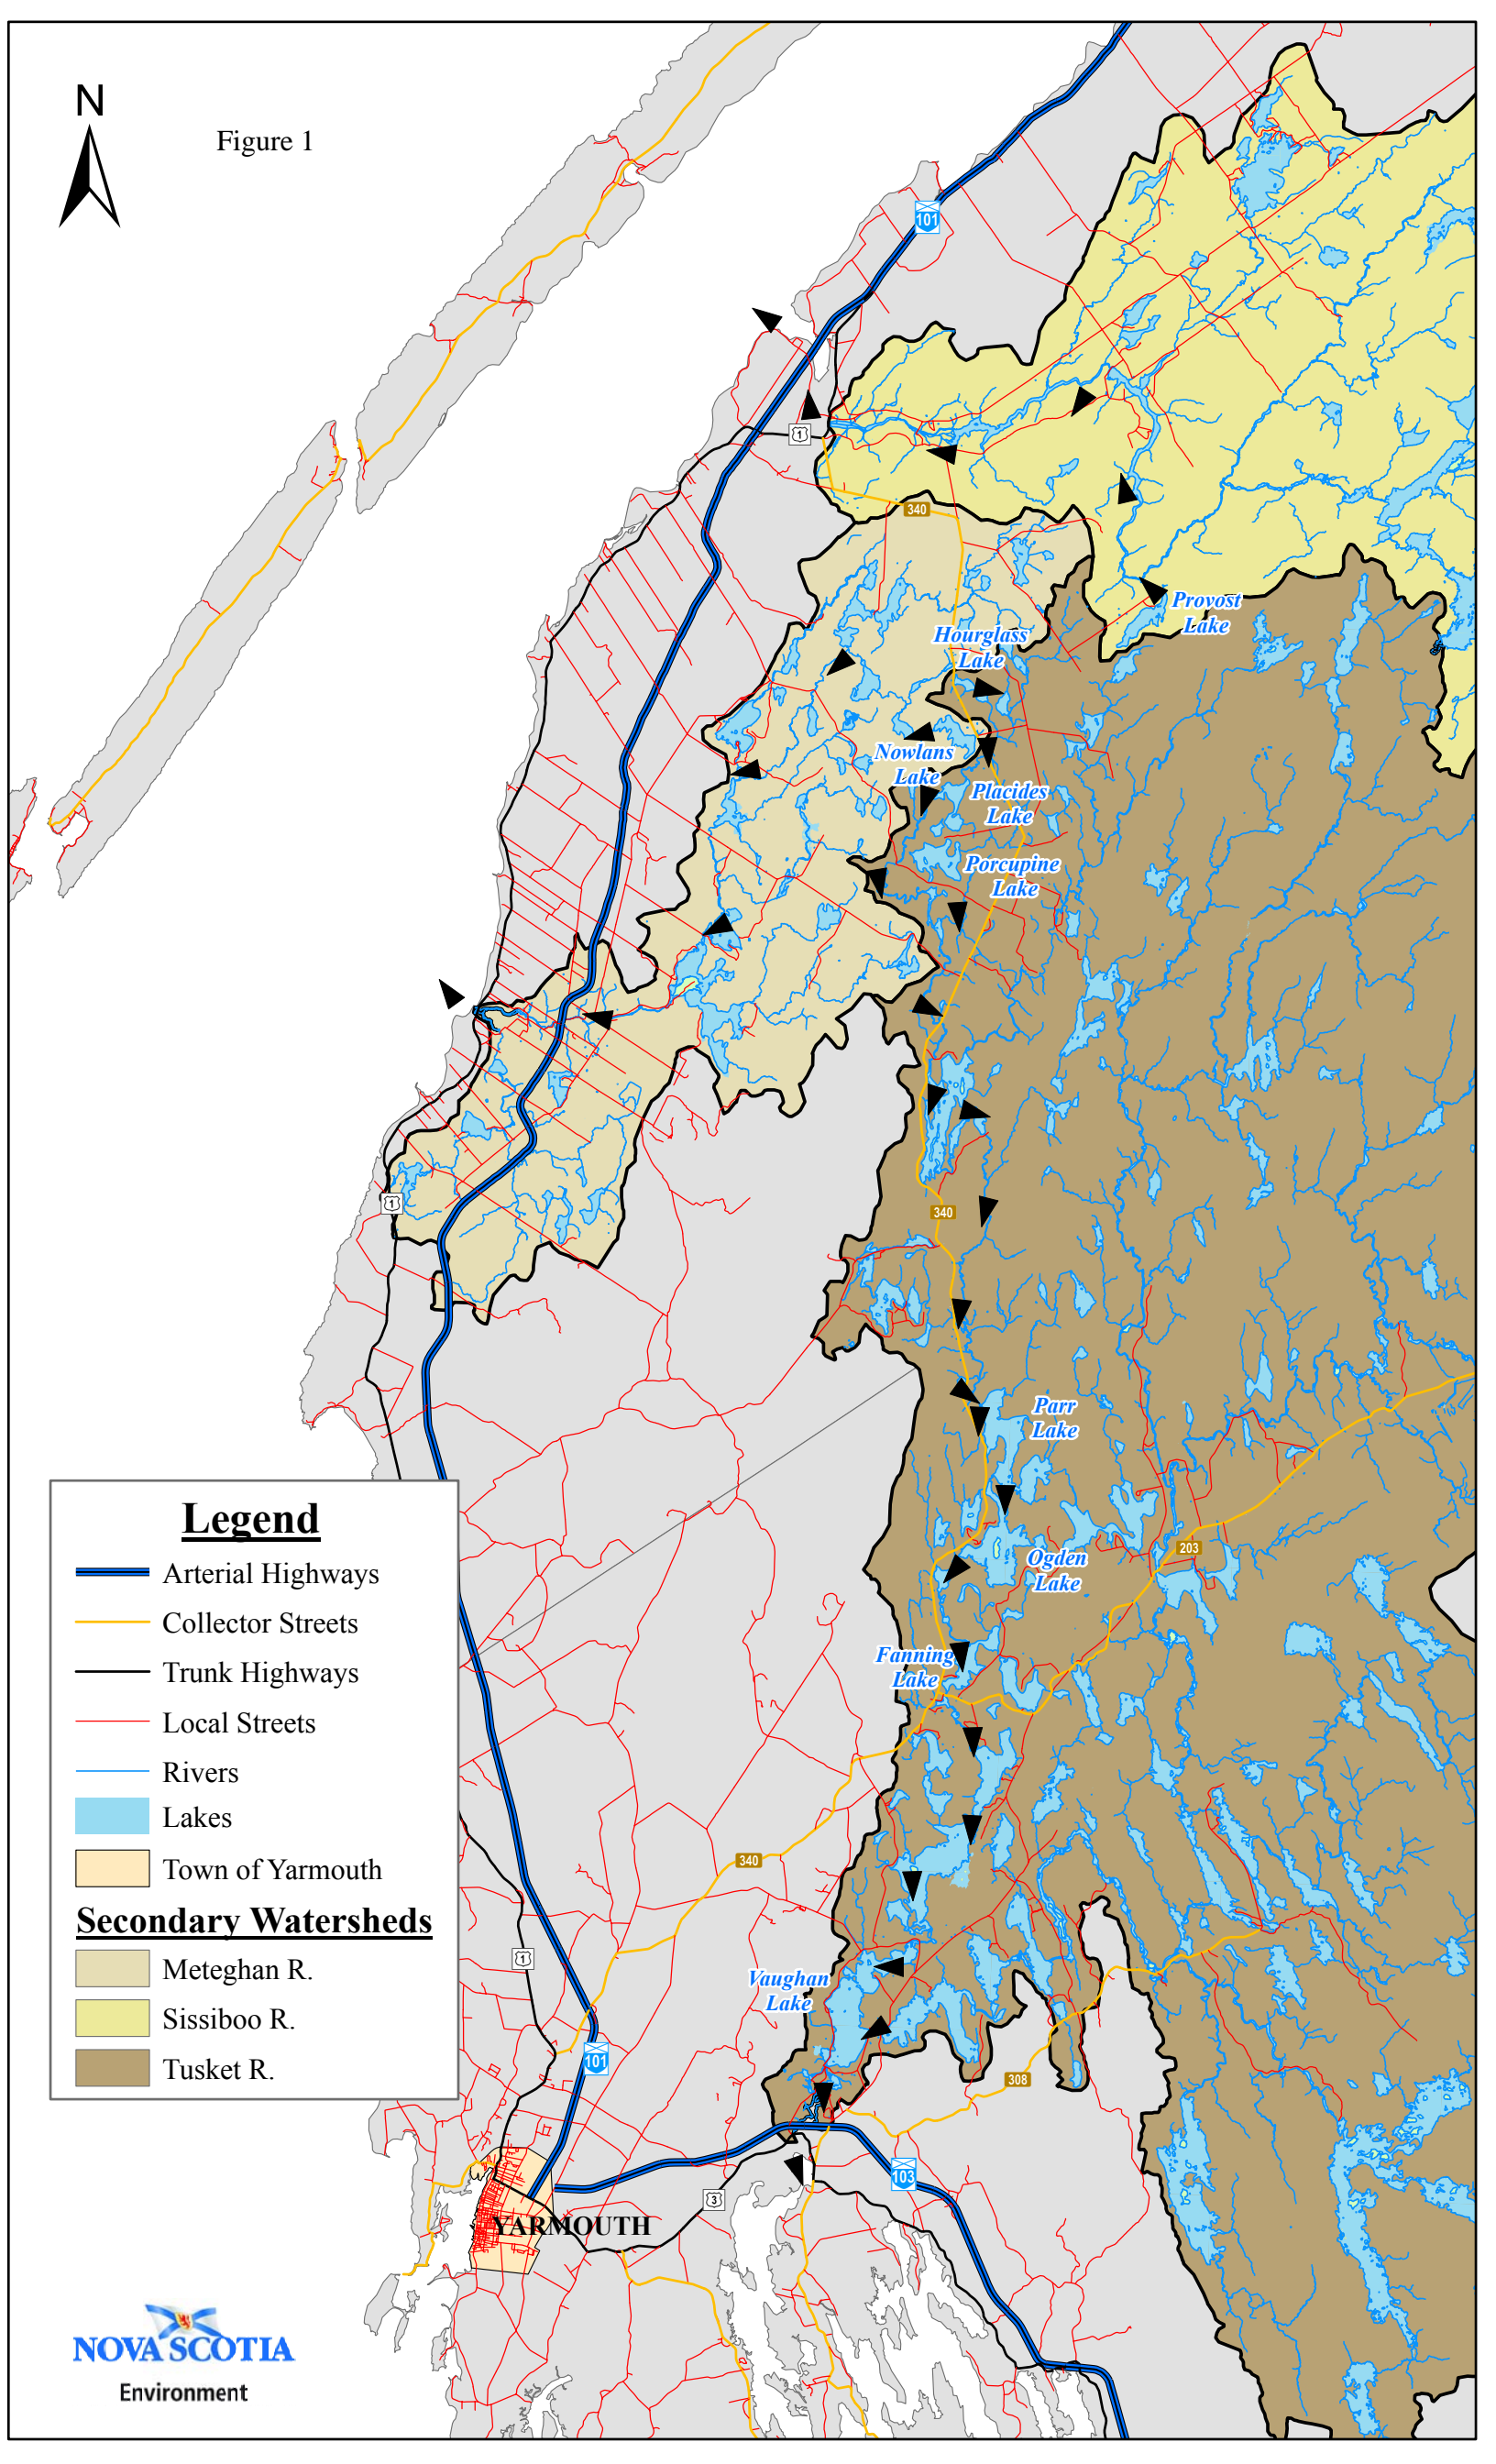 N
Figure 1
101
1
340
Provost
Lake
Hourglass
Lake
Nowlans
Lake
Placides
Lake
Porcupine
Lake
1
340
Parr
Lake
203
Ogden
Lake
Fanning
Lake
340
1
Vaughan
Lake
101
308
103
3
YARMOUTH
Legend
Arterial Highways
Collector Streets
Trunk Highways
Local Streets
Rivers
Lakes
Town of Yarmouth
Secondary Watersheds
Meteghan R.
Sissiboo R.
Tusket R.
NOVA SCOTIA
Environment